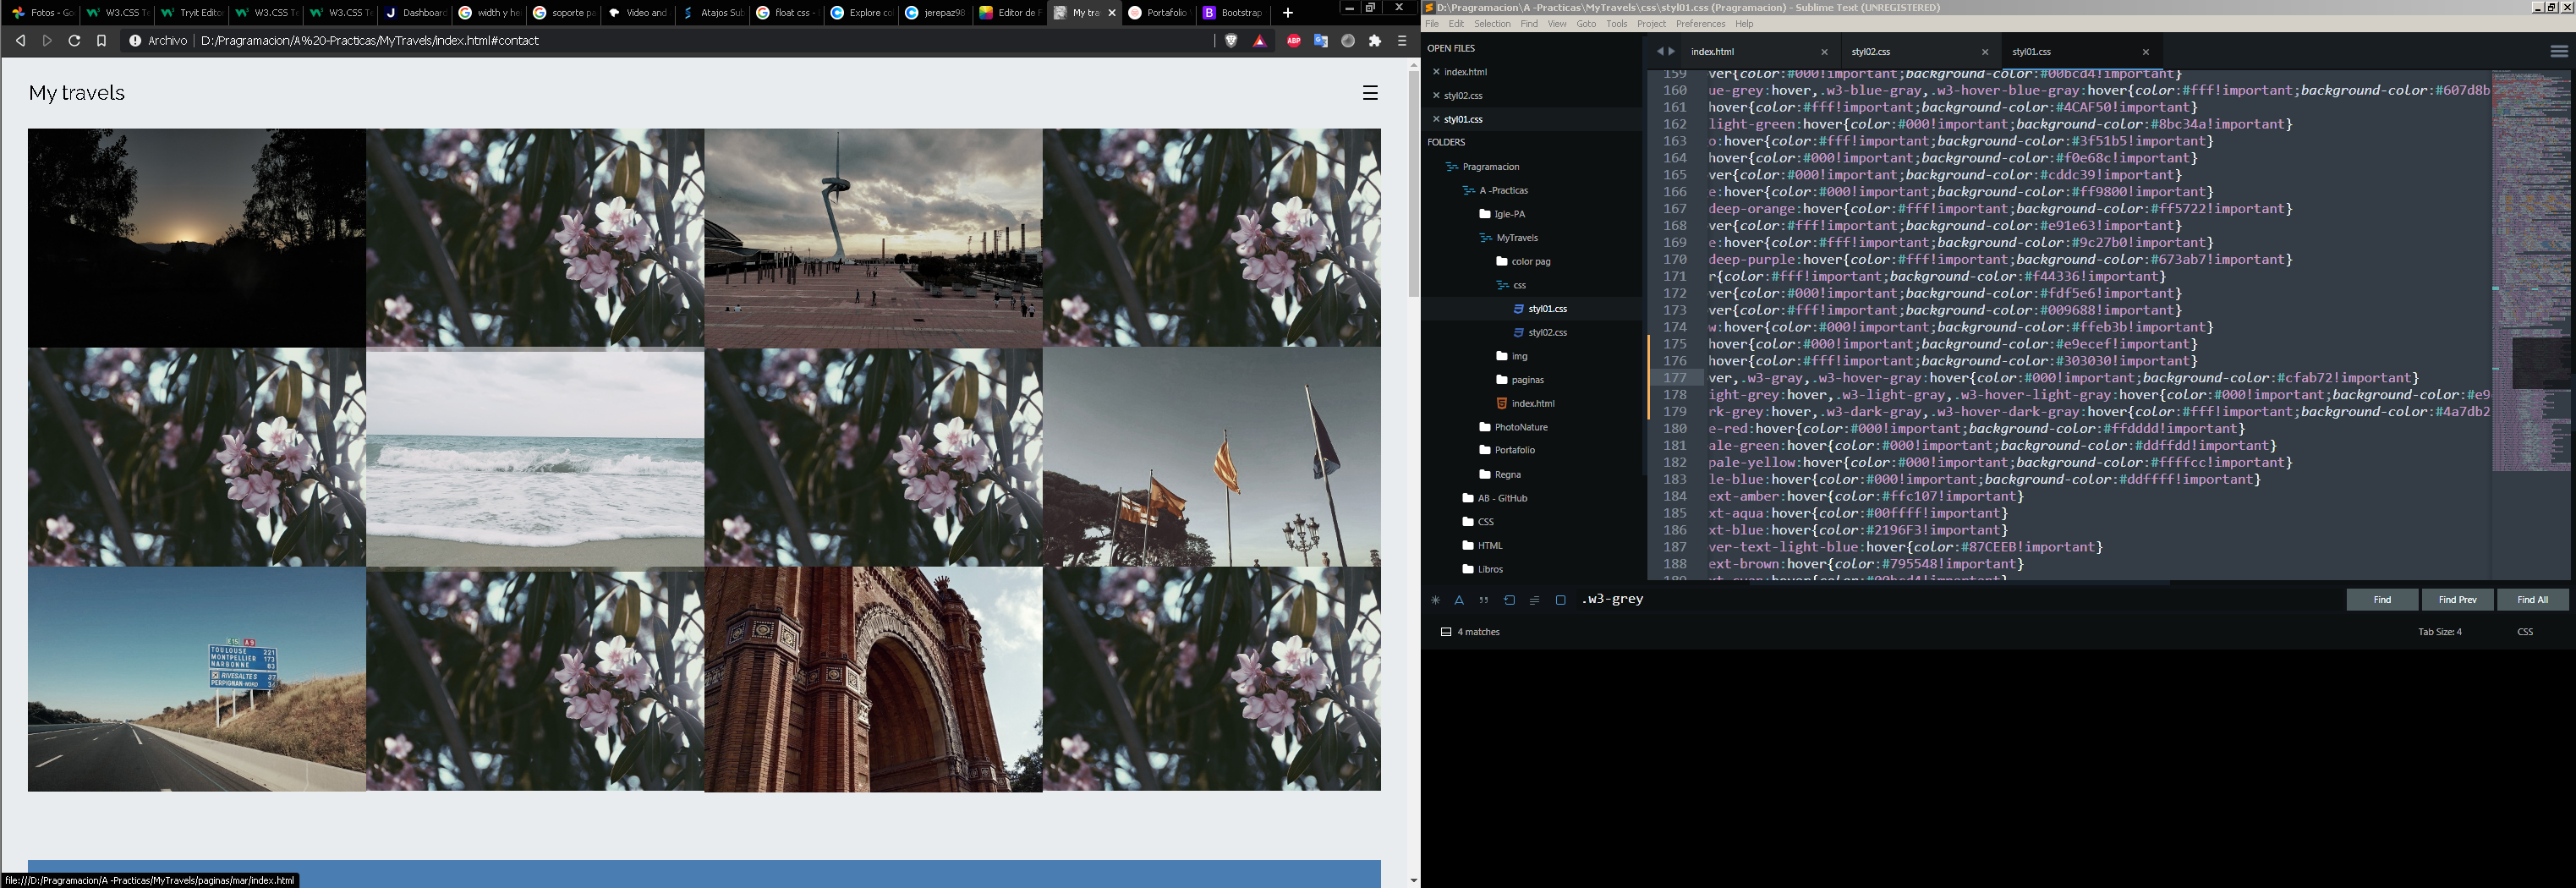 Fotos - Go
W3.CSS Te
Tryit Edito
W3.CSS Te
W3.CSS Te
Dashboard
width y he
soporte pa
Video and
Atajos Sub
float css -
Explore co
jerepaz98
Editor de F
My tra
Portafolio
Bootstrap
Archivo D:/Pragramacion/A%20-Practicas/MyTravels/index.html#contact
ABP
My travels
E15 A9
TOULOUSE 221
MONTPELLIER 173
NARBONNE 83
RIVESALTES 37
PERPIGNAN-NORD
file:///D:/Pragramacion/A -Practicas/MyTravels/paginas/mar/index.html
D:\Pragramacion\A -Practicas\MyTravels\css\styl01.css (Pragramacion) - Sublime Text (UNREGISTERED)
File Edit Selection Find View Goto Tools Project Preferences Help
OPEN FILES
index.html
styl02.css
styl01.css
FOLDERS
Pragramacion
A -Practicas
Igle-PA
MyTravels
color pag
css
styl01.css
styl02.css
img
paginas
index.html
PhotoNature
Portafolio
Regna
AB - GitHub
CSS
HTML
Libros
index.html styl02.css styl01.css
159 ver{color:#000!important;background-color:#00bcd4!important}
160 ue-grey:hover,.w3-blue-gray,.w3-hover-blue-gray:hover{color:#fff!important;background-color:#607d8b
161 hover{color:#fff!important;background-color:#4CAF50!important}
162 light-green:hover{color:#000!important;background-color:#8bc34a!important}
163 o:hover{color:#fff!important;background-color:#3f51b5!important}
164 hover{color:#000!important;background-color:#f0e68c!important}
165 ver{color:#000!important;background-color:#cddc39!important}
166 e:hover{color:#000!important;background-color:#ff9800!important}
167 deep-orange:hover{color:#fff!important;background-color:#ff5722!important}
168 ver{color:#fff!important;background-color:#e91e63!important}
169 e:hover{color:#fff!important;background-color:#9c27b0!important}
170 deep-purple:hover{color:#fff!important;background-color:#673ab7!important}
171 r{color:#fff!important;background-color:#f44336!important}
172 ver{color:#000!important;background-color:#fdf5e6!important}
173 ver{color:#fff!important;background-color:#009688!important}
174 w:hover{color:#000!important;background-color:#ffeb3b!important}
175 hover{color:#000!important;background-color:#e9ecef!important}
176 hover{color:#fff!important;background-color:#303030!important}
177 ver,.w3-gray,.w3-hover-gray:hover{color:#000!important;background-color:#cfab72!important}
178 ight-grey:hover,.w3-light-gray,.w3-hover-light-gray:hover{color:#000!important;background-color:#e9
179 rk-grey:hover,.w3-dark-gray,.w3-hover-dark-gray:hover{color:#fff!important;background-color:#4a7db2
180 e-red:hover{color:#000!important;background-color:#ffdddd!important}
181 ale-green:hover{color:#000!important;background-color:#ddffdd!important}
182 pale-yellow:hover{color:#000!important;background-color:#ffffcc!important}
183 le-blue:hover{color:#000!important;background-color:#ddffff!important}
184 ext-amber:hover{color:#ffc107!important}
185 xt-aqua:hover{color:#00ffff!important}
186 xt-blue:hover{color:#2196F3!important}
187 ver-text-light-blue:hover{color:#87CEEB!important}
188 ext-brown:hover{color:#795548!important}
189 xt-cyan:hover{color:#00bcd4!important}
.w3-grey
Find Find Prev Find All
4 matches
Tab Size: 4 CSS